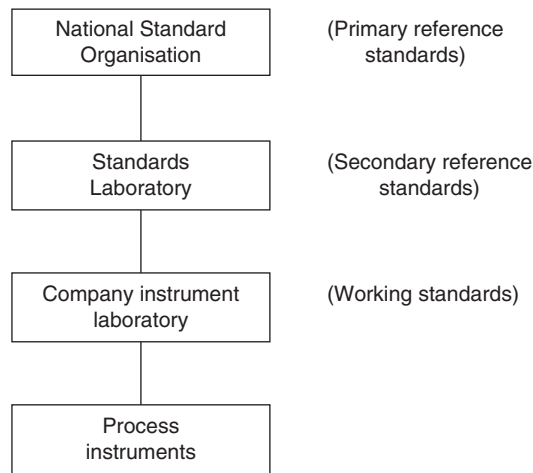 National Standard
Organisation
(Primary reference
standards)
Standards
Laboratory
(Secondary reference
standards)
Company instrument
laboratory
(Working standards)
Process
instruments